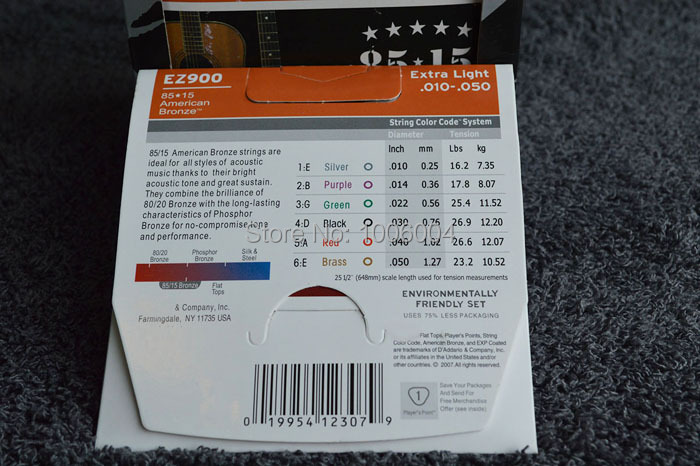 85★15
EZ900
85★15
American
Bronze™
Extra Light
.010-.050
String Color Code™ System
Diameter Tension
Inch mm Lbs kg
1:E Silver .010 0.25 16.2 7.35
2:B Purple .014 0.36 17.8 8.07
3:G Green .022 0.56 25.4 11.52
4:D Black .030 0.76 26.9 12.20
5:A Red .040 1.02 26.6 12.07
6:E Brass .050 1.27 23.2 10.52
25 1/2" (648mm) scale length used for tension measurements
85/15 American Bronze strings are
ideal for all styles of acoustic
music thanks to their bright
acoustic tone and great sustain.
They combine the brilliance of
80/20 Bronze with the long-lasting
characteristics of Phosphor
Bronze for no-compromise tone
and performance.
Store No: 1006004
80/20 Bronze
Phosphor Bronze
Silk & Steel
85/15 Bronze
Flat Tops
& Company, Inc.
Farmingdale, NY 11735 USA
ENVIRONMENTALLY
FRIENDLY SET
USES 75% LESS PACKAGING
Flat Tops, Player's Points, String
Color Code, American Bronze, and EXP Coated
are trademarks of D'Addario & Company, Inc.
or its affiliates in the United States and/or
other countries. © 2007 All rights reserved.
1
Player's Point
Save Your Packages
And Send For
Free Merchandise
Offer (see inside)
0 19954 12307 9